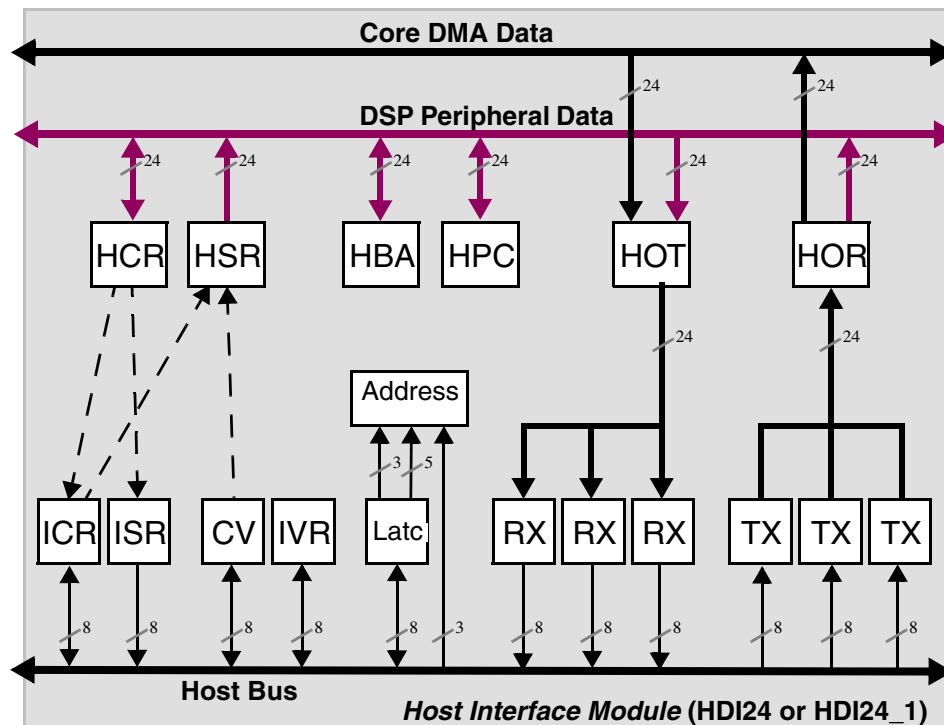 Core DMA Data
24 24
DSP Peripheral Data
24 24 24 24 24 24
HCR HSR HBA HPC HOT HOR
24 24
Address
3 5
ICR ISR CV IVR Latc RX RX RX TX TX TX
8 8 8 8 8 3 8 8 8 8 8 8
Host Bus
Host Interface Module (HDI24 or HDI24_1)